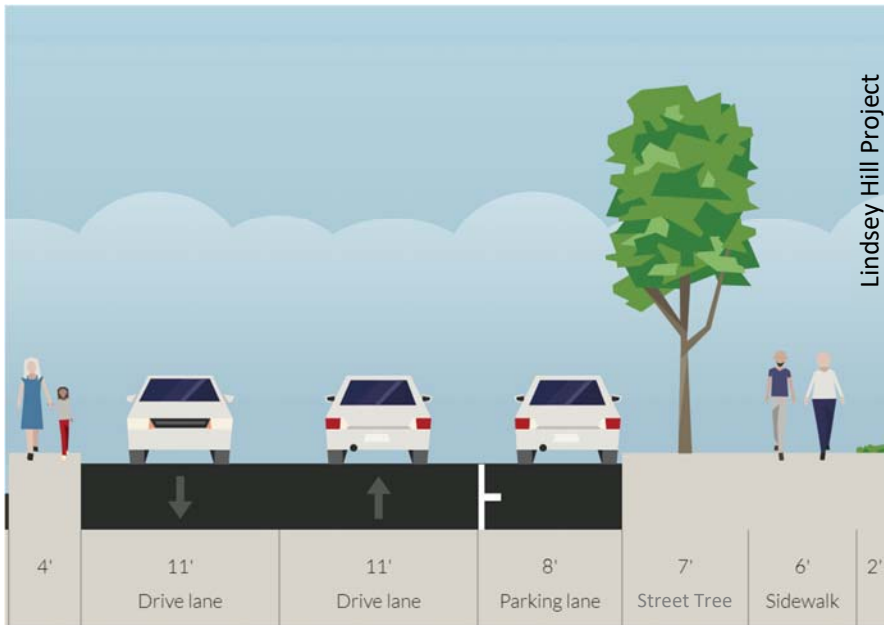 Lindsey Hill Project
4' 11' 11' 8' 7' 6' 2'
Drive lane Drive lane Parking lane Street Tree Sidewalk